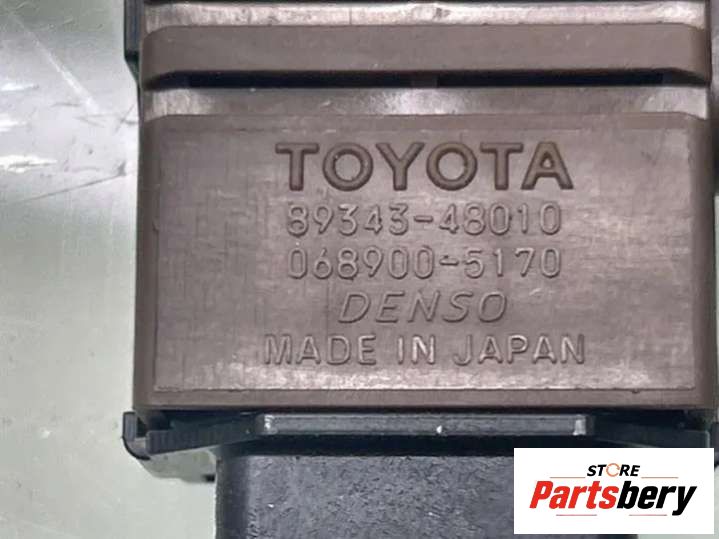 TOYOTA
89343-48010
068900-5170
DENSO
MADE IN JAPAN
STORE
Partsbery